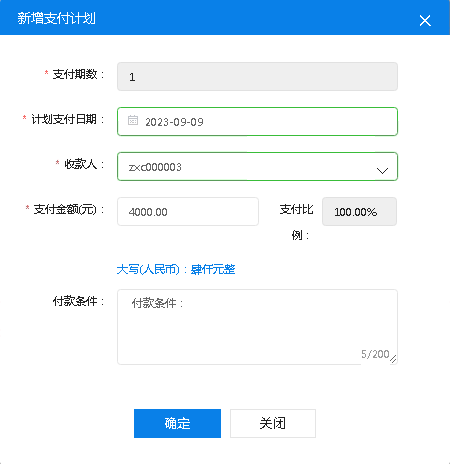 新增支付计划
* 支付期数： 1
* 计划支付日期： 2023-09-09
* 收款人： zxc000003
* 支付金额(元)： 4000.00 支付比例： 100.00%
大写(人民币)：肆仟元整
付款条件： 付款条件：
5/200
确定 关闭